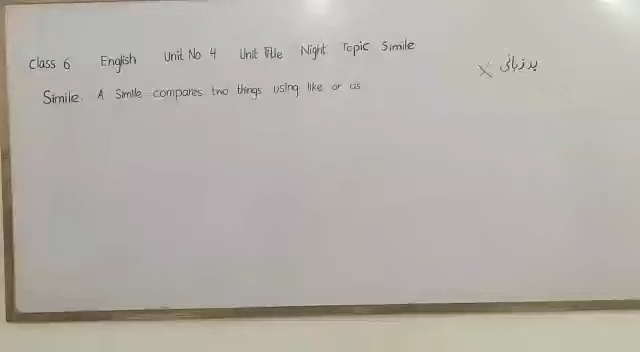 Class 6 English Unit No 4 Unit Title Night Topic Simile
Simile: A Simile compares two things using like or as
بدزبانی X